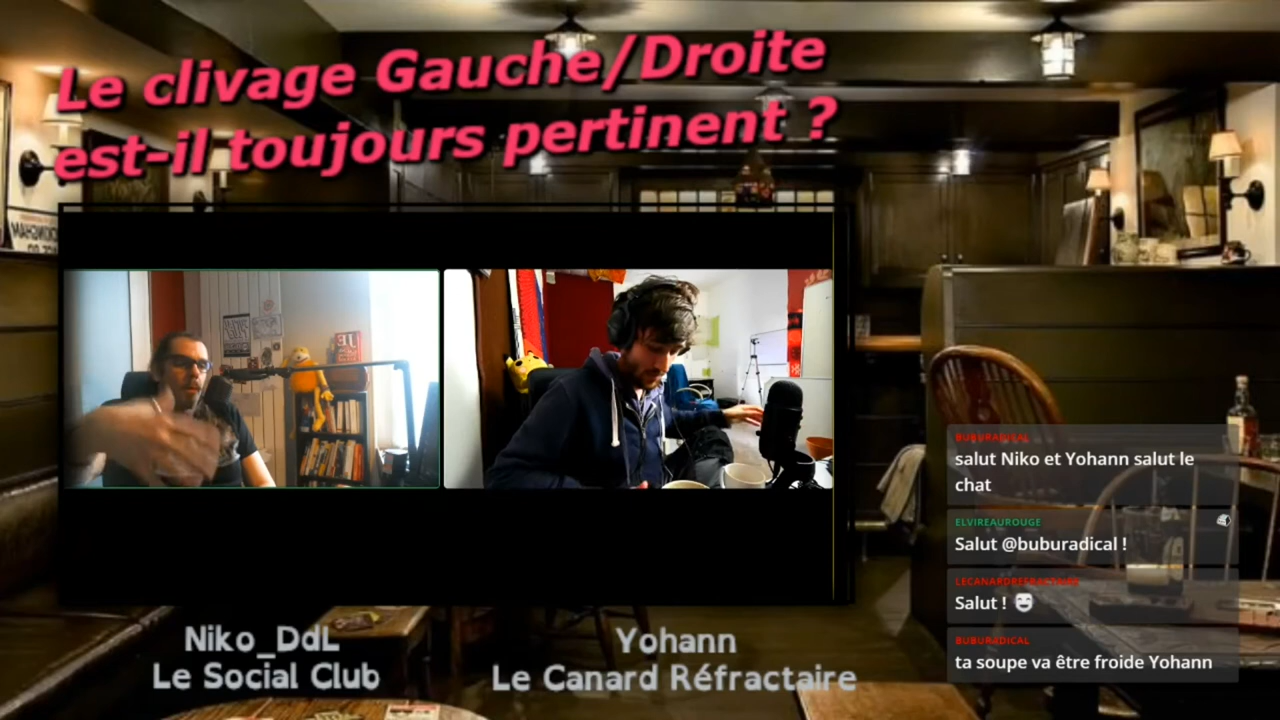 Le clivage Gauche/Droite
est-il toujours pertinent ?
BUBURADICAL
salut Niko et Yohann salut le
chat
ELVIREAUROUGE
Salut @buburadical !
LECANARDREFRACTAIRE
Salut !
BUBURADICAL
ta soupe va être froide Yohann
Niko_DdL
Le Social Club
Yohann
Le Canard Réfractaire